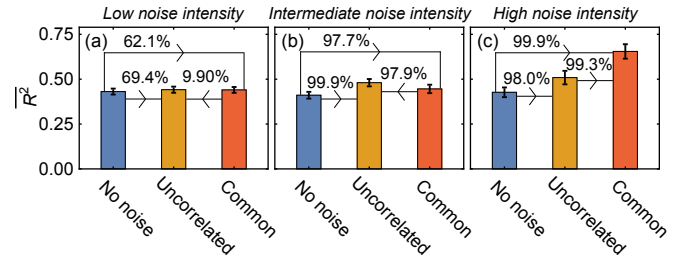 Low noise intensity
Intermediate noise intensity
High noise intensity
(a)
62.1%
69.4%
9.90%
(b)
97.7%
99.9%
97.9%
(c)
99.9%
98.0%
99.3%
0.75
0.50
0.25
0.00
R²
No noise
Uncorrelated
Common
No noise
Uncorrelated
Common
No noise
Uncorrelated
Common